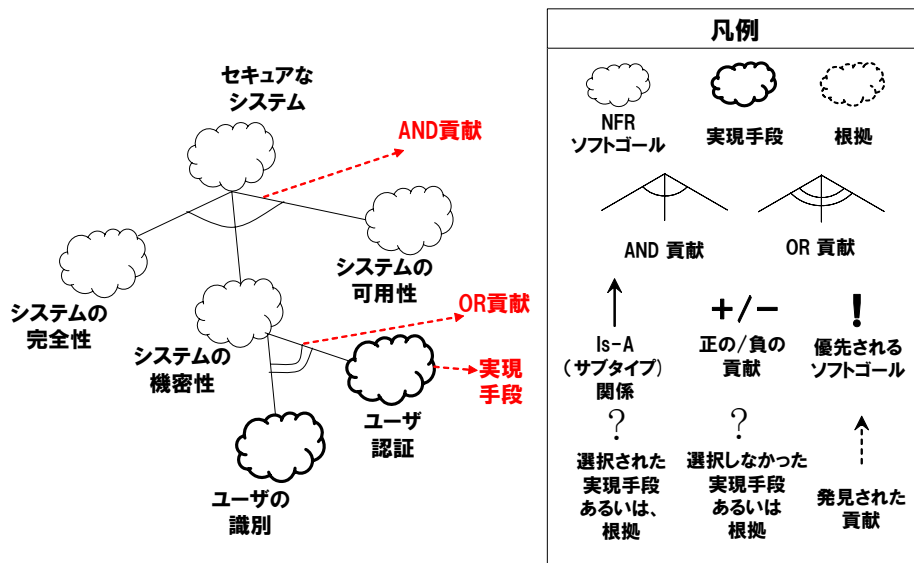 セキュアな
システム
AND貢献
システムの
完全性
システムの
可用性
システムの
機密性
OR貢献
実現
手段
ユーザ
認証
ユーザの
識別
凡例
NFR
ソフトゴール
実現手段
根拠
AND 貢献
OR 貢献
Is-A
(サブタイプ)
関係
+/−
正の/負の
貢献
!
優先される
ソフトゴール
?
選択された
実現手段
あるいは、
根拠
?
選択しなかった
実現手段
あるいは
根拠
発見された
貢献